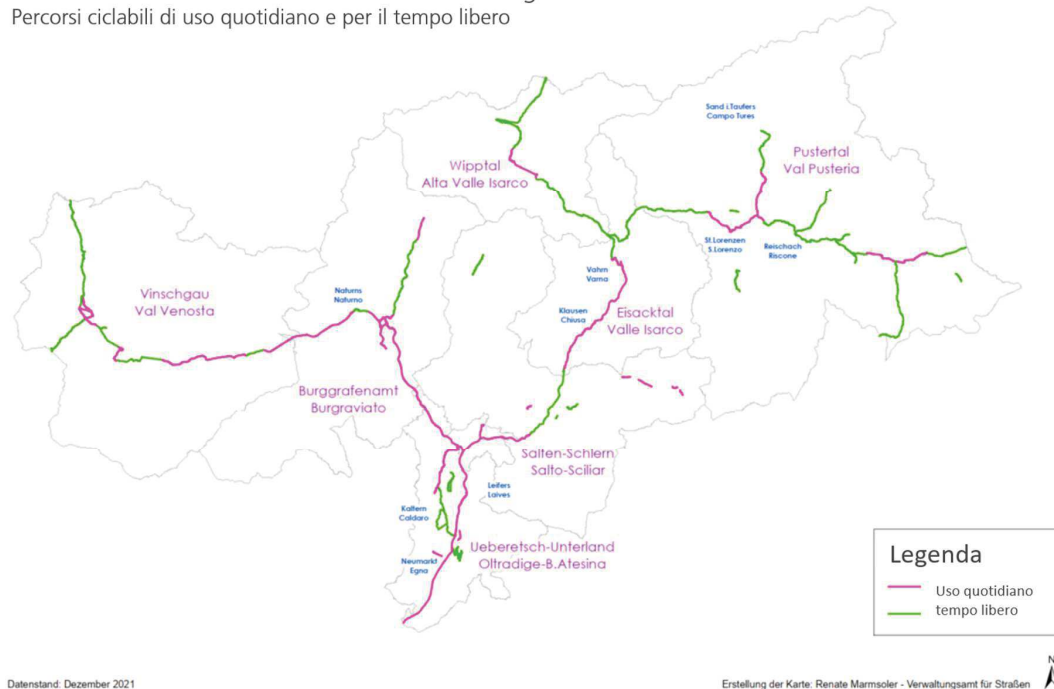 Percorsi ciclabili di uso quotidiano e per il tempo libero
Sand i.Taufers
Campo Tures
Pustertal
Val Pusteria
Wipptal
Alta Valle Isarco
St.Lorenzen
S.Lorenzo
Reischach
Riscone
Vahrn
Varna
Naturns
Naturno
Vinschgau
Val Venosta
Klausen
Chiusa
Eisacktal
Valle Isarco
Burggrafenamt
Burgraviato
Salten-Schlern
Salto-Sciliar
Leifers
Laives
Kaltern
Caldaro
Neumarkt
Egna
Ueberetsch-Unterland
Oltradige-B.Atesina
Legenda
Uso quotidiano
tempo libero
Datenstand: Dezember 2021
Erstellung der Karte: Renate Marmsoler - Verwaltungsamt für Straßen
N